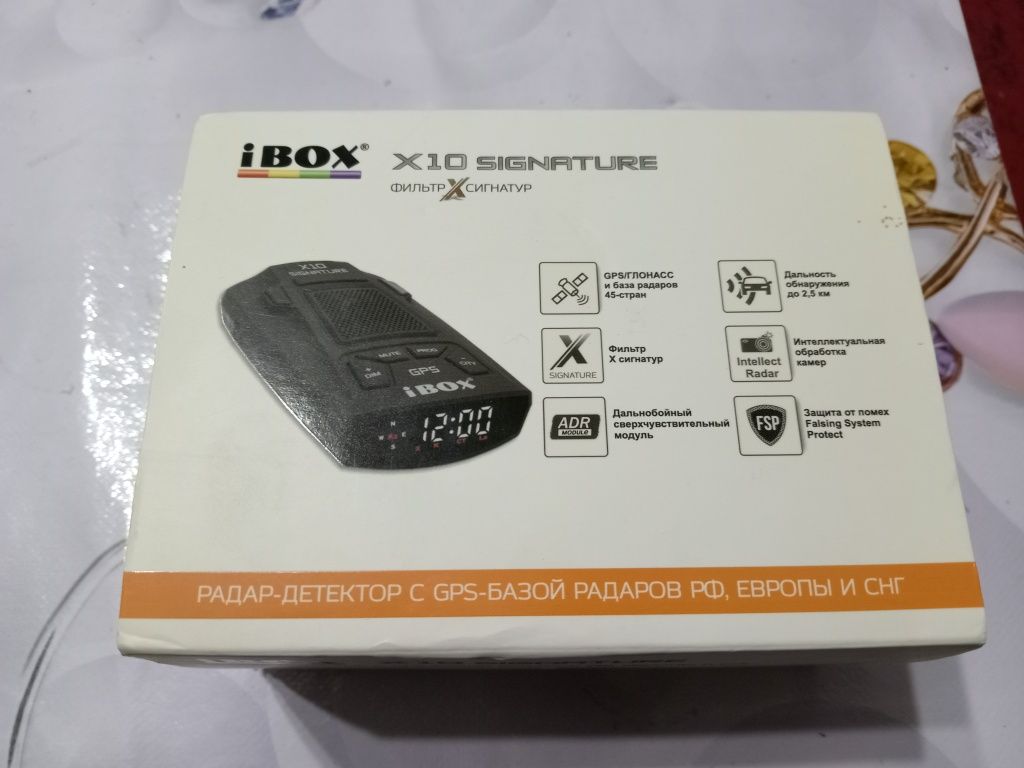 iBOX®
X10 SIGNATURE
ФИЛЬТР X СИГНАТУР
X10
SIGNATURE
MUTE PROG
+
DIM
GPS
-
CITY
iBOX
12:00
N
W
E
S
GPS/ГЛОНАСС
и база радаров
45-стран
X
SIGNATURE
Фильтр
X сигнатур
ADR
MODULE
Дальнобойный
сверхчувствительный
модуль
Дальность
обнаружения
до 2,5 км
Intellect
Radar
Интеллектуальная
обработка
камер
FSP
Защита от помех
Falsing System
Protect
РАДАР-ДЕТЕКТОР С GPS-БАЗОЙ РАДАРОВ РФ, ЕВРОПЫ И СНГ
X10 SIGNATURE